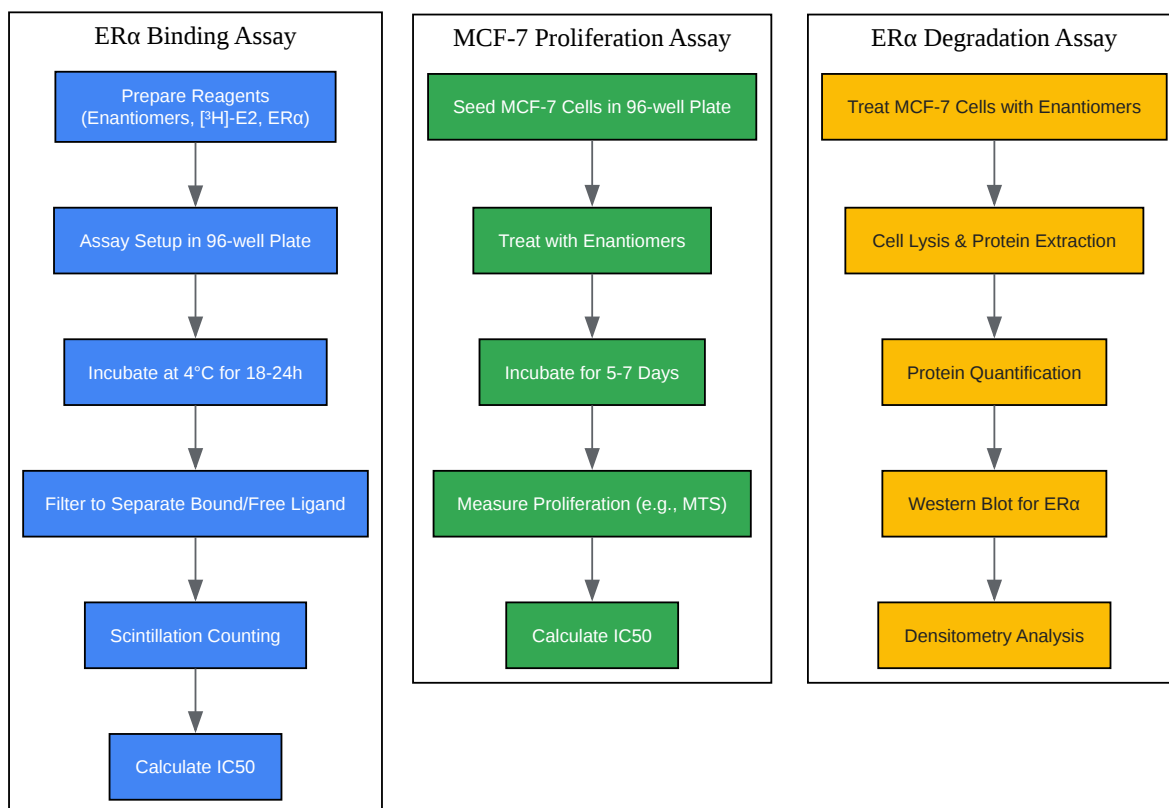 ERα Binding Assay
Prepare Reagents
(Enantiomers, [³H]-E2, ERα)
Assay Setup in 96-well Plate
Incubate at 4°C for 18-24h
Filter to Separate Bound/Free Ligand
Scintillation Counting
Calculate IC50
MCF-7 Proliferation Assay
Seed MCF-7 Cells in 96-well Plate
Treat with Enantiomers
Incubate for 5-7 Days
Measure Proliferation (e.g., MTS)
Calculate IC50
ERα Degradation Assay
Treat MCF-7 Cells with Enantiomers
Cell Lysis & Protein Extraction
Protein Quantification
Western Blot for ERα
Densitometry Analysis